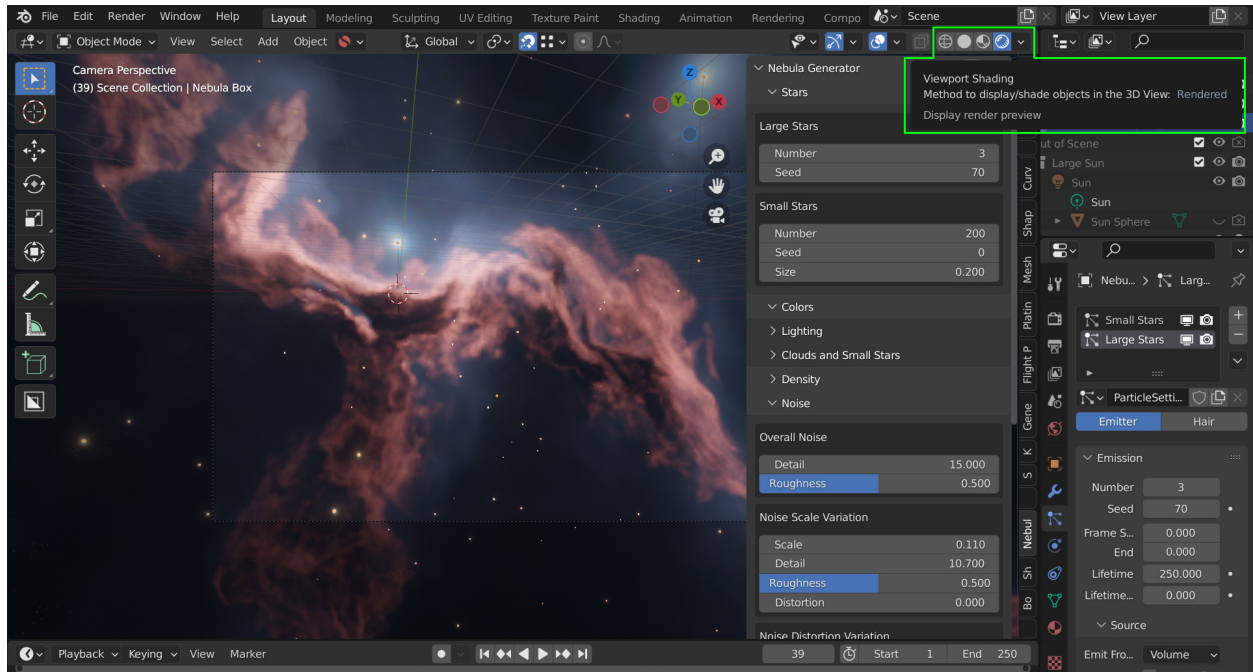 File Edit Render Window Help Layout Modeling Sculpting UV Editing Texture Paint Shading Animation Rendering Compo Scene View Layer
Object Mode View Select Add Object Global
Camera Perspective
(39) Scene Collection | Nebula Box
Z
Y
X
Nebula Generator
Stars
Large Stars
Number 3
Seed 70
Small Stars
Number 200
Seed 0
Size 0.200
Colors
Lighting
Clouds and Small Stars
Density
Noise
Overall Noise
Detail 15.000
Roughness 0.500
Noise Scale Variation
Scale 0.110
Detail 10.700
Roughness 0.500
Distortion 0.000
Noise Distortion Variation
Curv
Shap
Mesh
Platin
Flight P
Gene
K
S
Nebul
Sh
Bo
Viewport Shading
Method to display/shade objects in the 3D View: Rendered
Display render preview
ut of Scene
Large Sun
Sun
Sun
Sun Sphere
Nebu... Larg...
Small Stars
Large Stars
ParticleSetti...
Emitter Hair
Emission
Number 3
Seed 70
Frame S... 0.000
End 0.000
Lifetime 250.000
Lifetime... 0.000
Source
Emit Fro... Volume
Playback Keying View Marker 39 Start 1 End 250